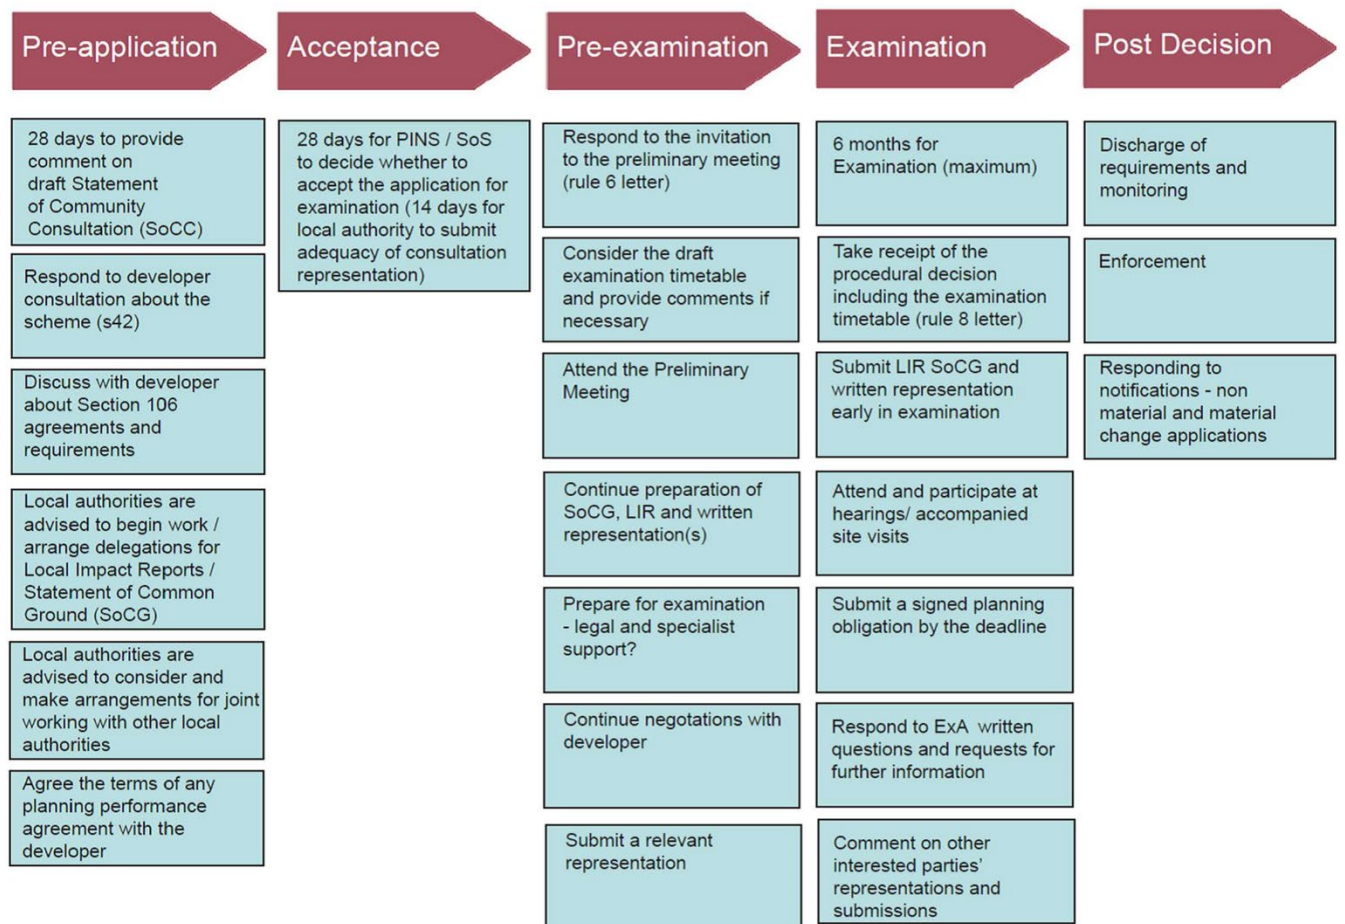 Pre-application
Acceptance
Pre-examination
Examination
Post Decision
28 days to provide
comment on
draft Statement
of Community
Consultation (SoCC)
Respond to developer
consultation about the
scheme (s42)
Discuss with developer
about Section 106
agreements and
requirements
Local authorities are
advised to begin work /
arrange delegations for
Local Impact Reports /
Statement of Common
Ground (SoCG)
Local authorities are
advised to consider and
make arrangements for joint
working with other local
authorities
Agree the terms of any
planning performance
agreement with the
developer
28 days for PINS / SoS
to decide whether to
accept the application for
examination (14 days for
local authority to submit
adequacy of consultation
representation)
Respond to the invitation
to the preliminary meeting
(rule 6 letter)
Consider the draft
examination timetable
and provide comments if
necessary
Attend the Preliminary
Meeting
Continue preparation of
SoCG, LIR and written
representation(s)
Prepare for examination
- legal and specialist
support?
Continue negotations with
developer
Submit a relevant
representation
6 months for
Examination (maximum)
Take receipt of the
procedural decision
including the examination
timetable (rule 8 letter)
Submit LIR SoCG and
written representation
early in examination
Attend and participate at
hearings/ accompanied
site visits
Submit a signed planning
obligation by the deadline
Respond to ExA written
questions and requests for
further information
Comment on other
interested parties'
representations and
submissions
Discharge of
requirements and
monitoring
Enforcement
Responding to
notifications - non
material and material
change applications